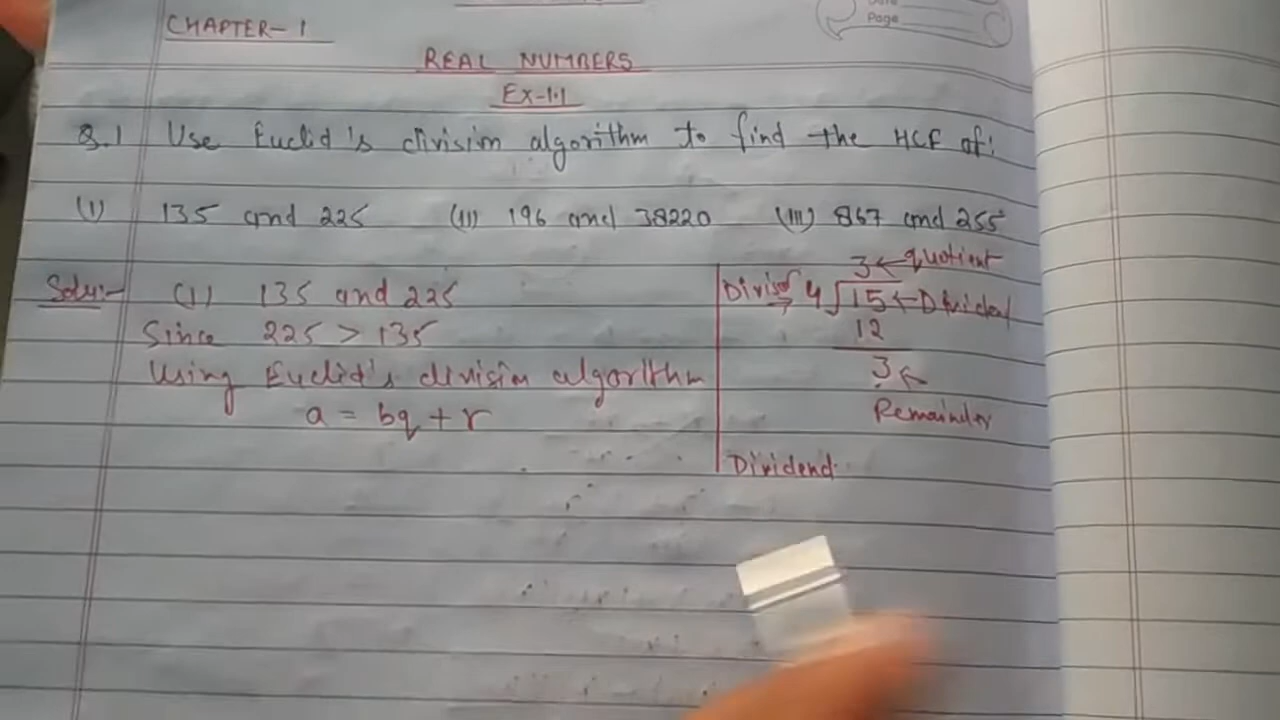 Page
CHAPTER-1
REAL NUMBERS
Ex-1.1
Q.1 Use Euclid's division algorithm to find the HCF of:
(I) 135 and 225 (II) 196 and 38220 (III) 867 and 255
Soln:- (I) 135 and 225
Since 225 > 135
Using Euclid's division algorithm
a = bq + r
3 ← quotient
Divisor → 4 15 ← Dividend
12
3 ←
Remainder
Dividend